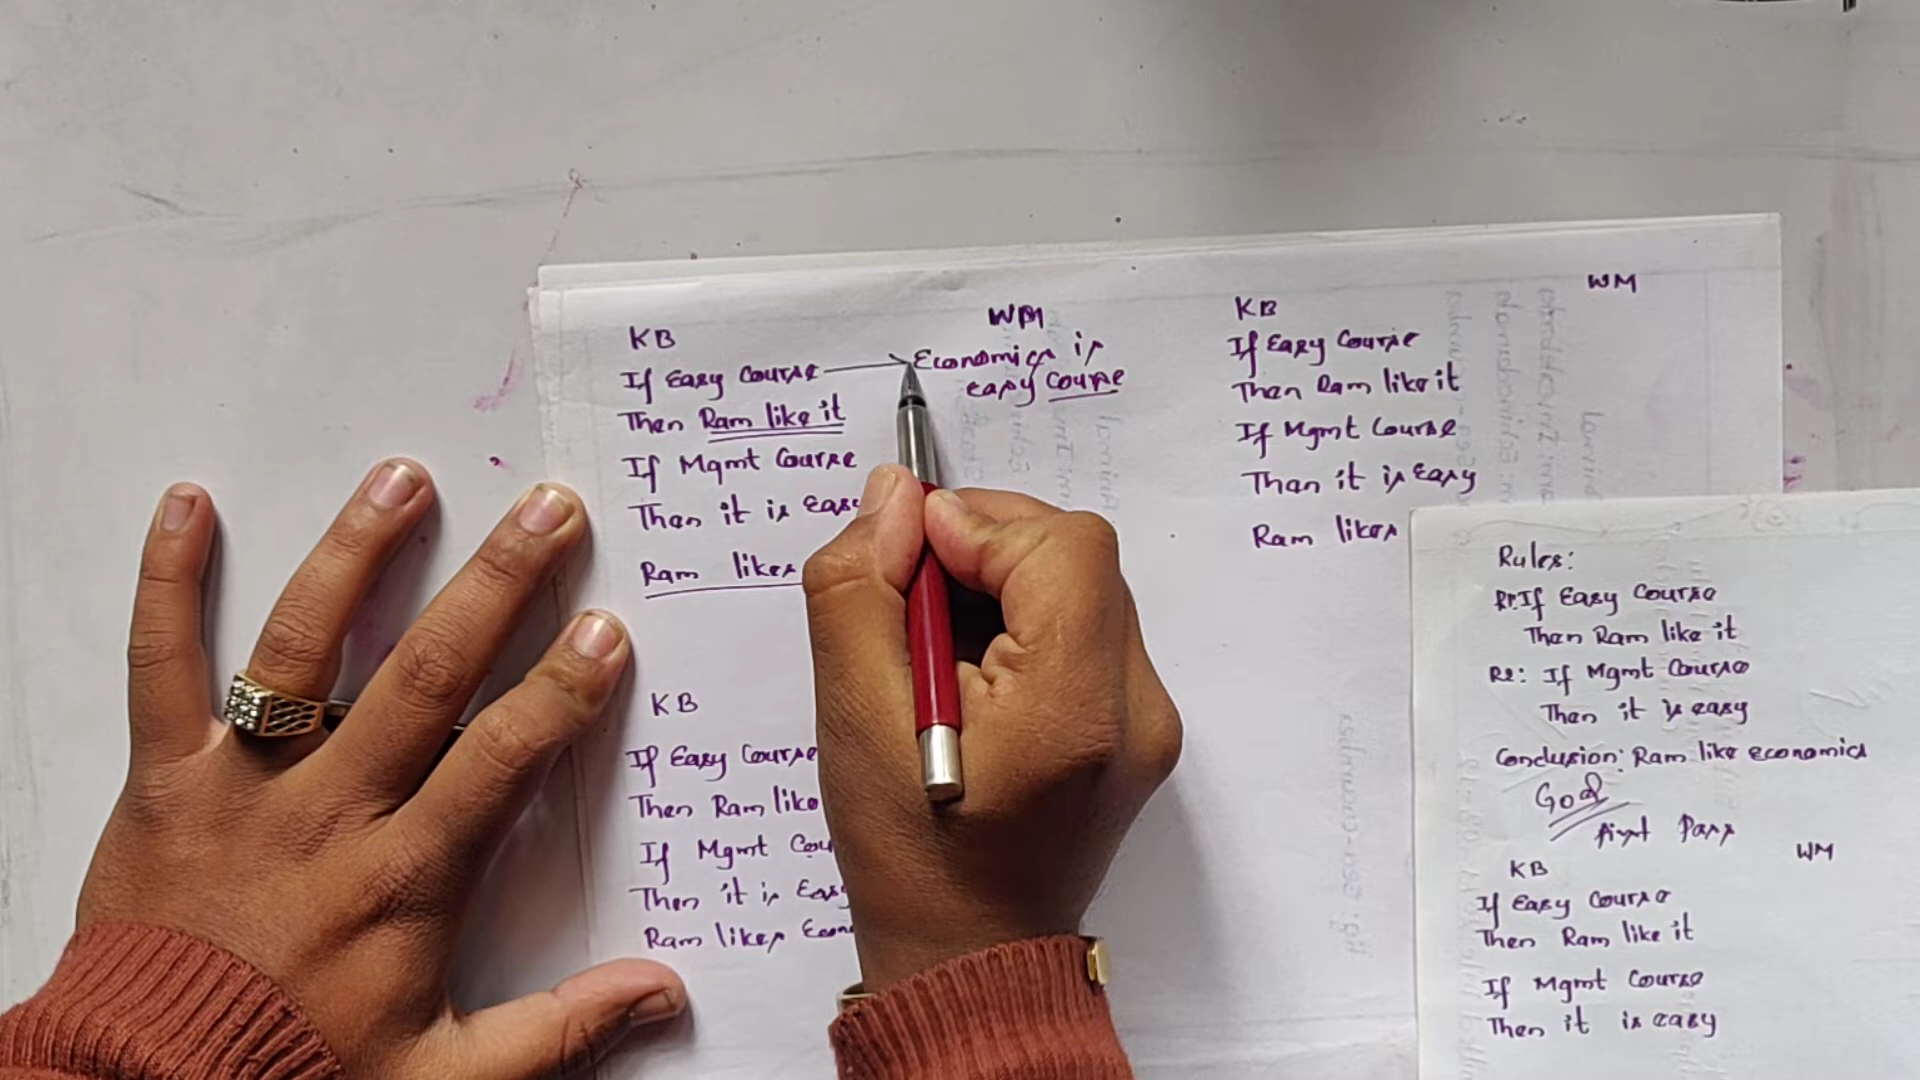 KB
WM
If Easy Course
Economics is
easy course
Then Ram like it
If Mgmt Course
Then it is easy
Ram likes
KB
WM
If Easy Course
Then Ram like it
If Mgmt Course
Then it is Easy
Ram likes
KB
If Easy Course
Then Ram like
If Mgmt
Then it is Easy
Ram likes
Rules:
R1: If Easy Course
Then Ram like it
R2: If Mgmt Course
Then it is easy
Conclusion: Ram like economics
Goal
First Pass
KB
WM
If Easy Course
Then Ram like it
If Mgmt Course
Then it is easy